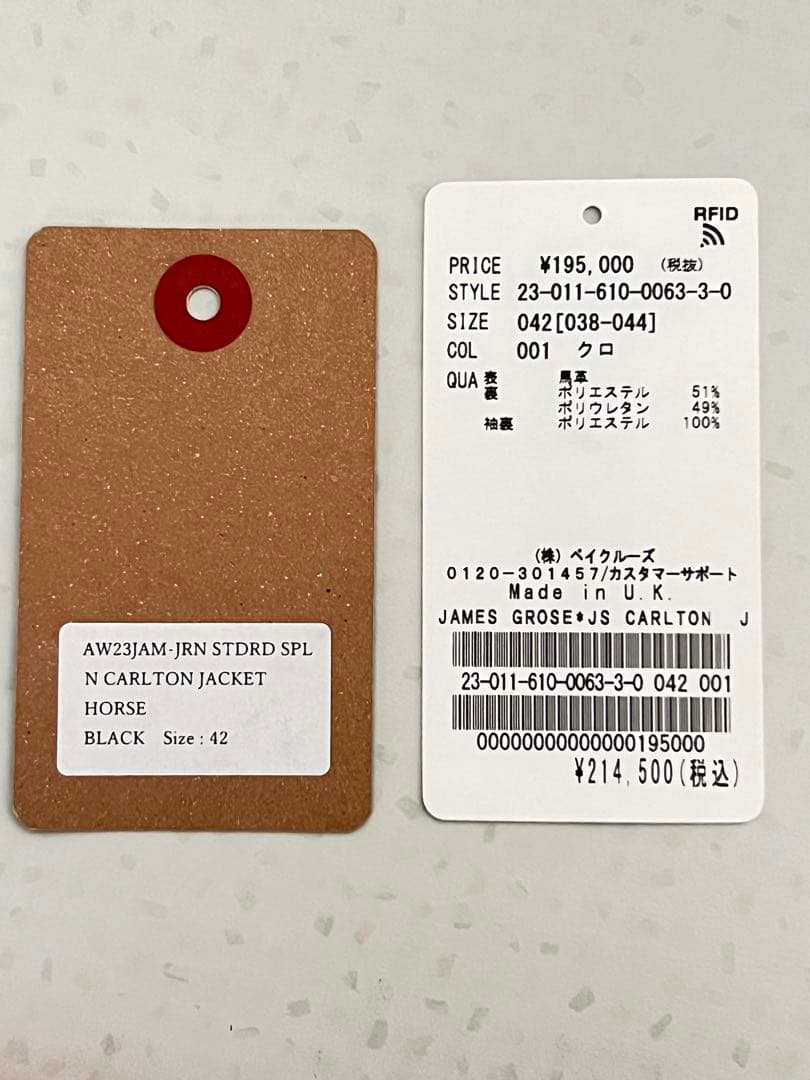 AW23JAM-JRN STDRD SPL
N CARLTON JACKET
HORSE
BLACK Size : 42
RFID
PRICE ¥195,000 (税抜)
STYLE 23-011-610-0063-3-0
SIZE 042[038-044]
COL 001 クロ
QUA 表 馬革
裏 ポリエステル 51%
ポリウレタン 49%
袖裏 ポリエステル 100%
(株) ベイクルーズ
0120-301457/カスタマーサポート
Made in U.K.
JAMES GROSE*JS CARLTON J
23-011-610-0063-3-0 042 001
00000000000000195000
¥214,500(税込)